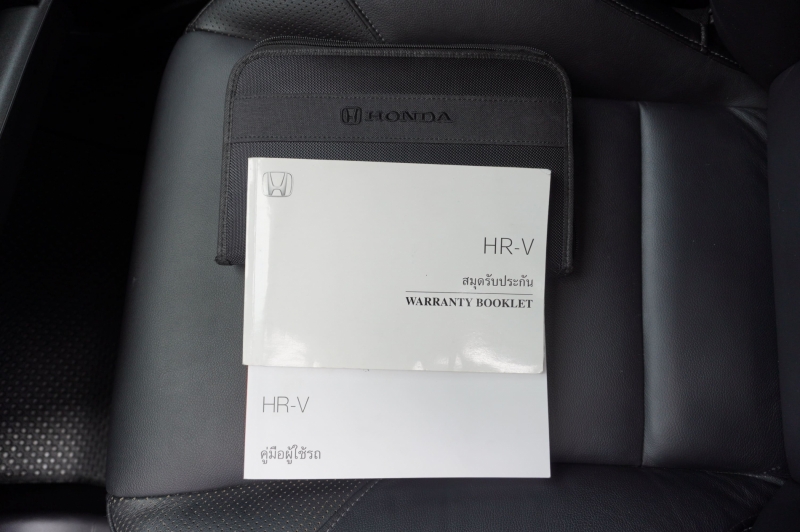 HONDA
HR-V
สมุดรับประกัน
WARRANTY BOOKLET
HR-V
คู่มือผู้ใช้รถ